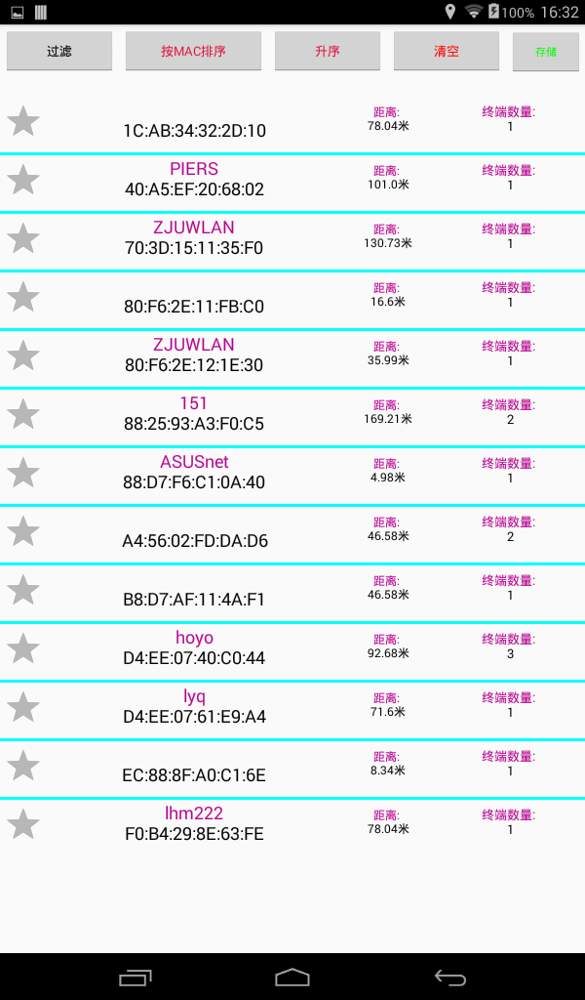 100% 16:32
过滤 按MAC排序 升序 清空 存储
距离: 终端数量:
1C:AB:34:32:2D:10 78.04米 1
PIERS 距离: 终端数量:
40:A5:EF:20:68:02 101.0米 1
ZJUWLAN 距离: 终端数量:
70:3D:15:11:35:F0 130.73米 1
距离: 终端数量:
80:F6:2E:11:FB:C0 16.6米 1
ZJUWLAN 距离: 终端数量:
80:F6:2E:12:1E:30 35.99米 1
151 距离: 终端数量:
88:25:93:A3:F0:C5 169.21米 2
ASUSnet 距离: 终端数量:
88:D7:F6:C1:0A:40 4.98米 1
距离: 终端数量:
A4:56:02:FD:DA:D6 46.58米 2
距离: 终端数量:
B8:D7:AF:11:4A:F1 46.58米 1
hoyo 距离: 终端数量:
D4:EE:07:40:C0:44 92.68米 3
lyq 距离: 终端数量:
D4:EE:07:61:E9:A4 71.6米 1
距离: 终端数量:
EC:88:8F:A0:C1:6E 8.34米 1
lhm222 距离: 终端数量:
F0:B4:29:8E:63:FE 78.04米 1